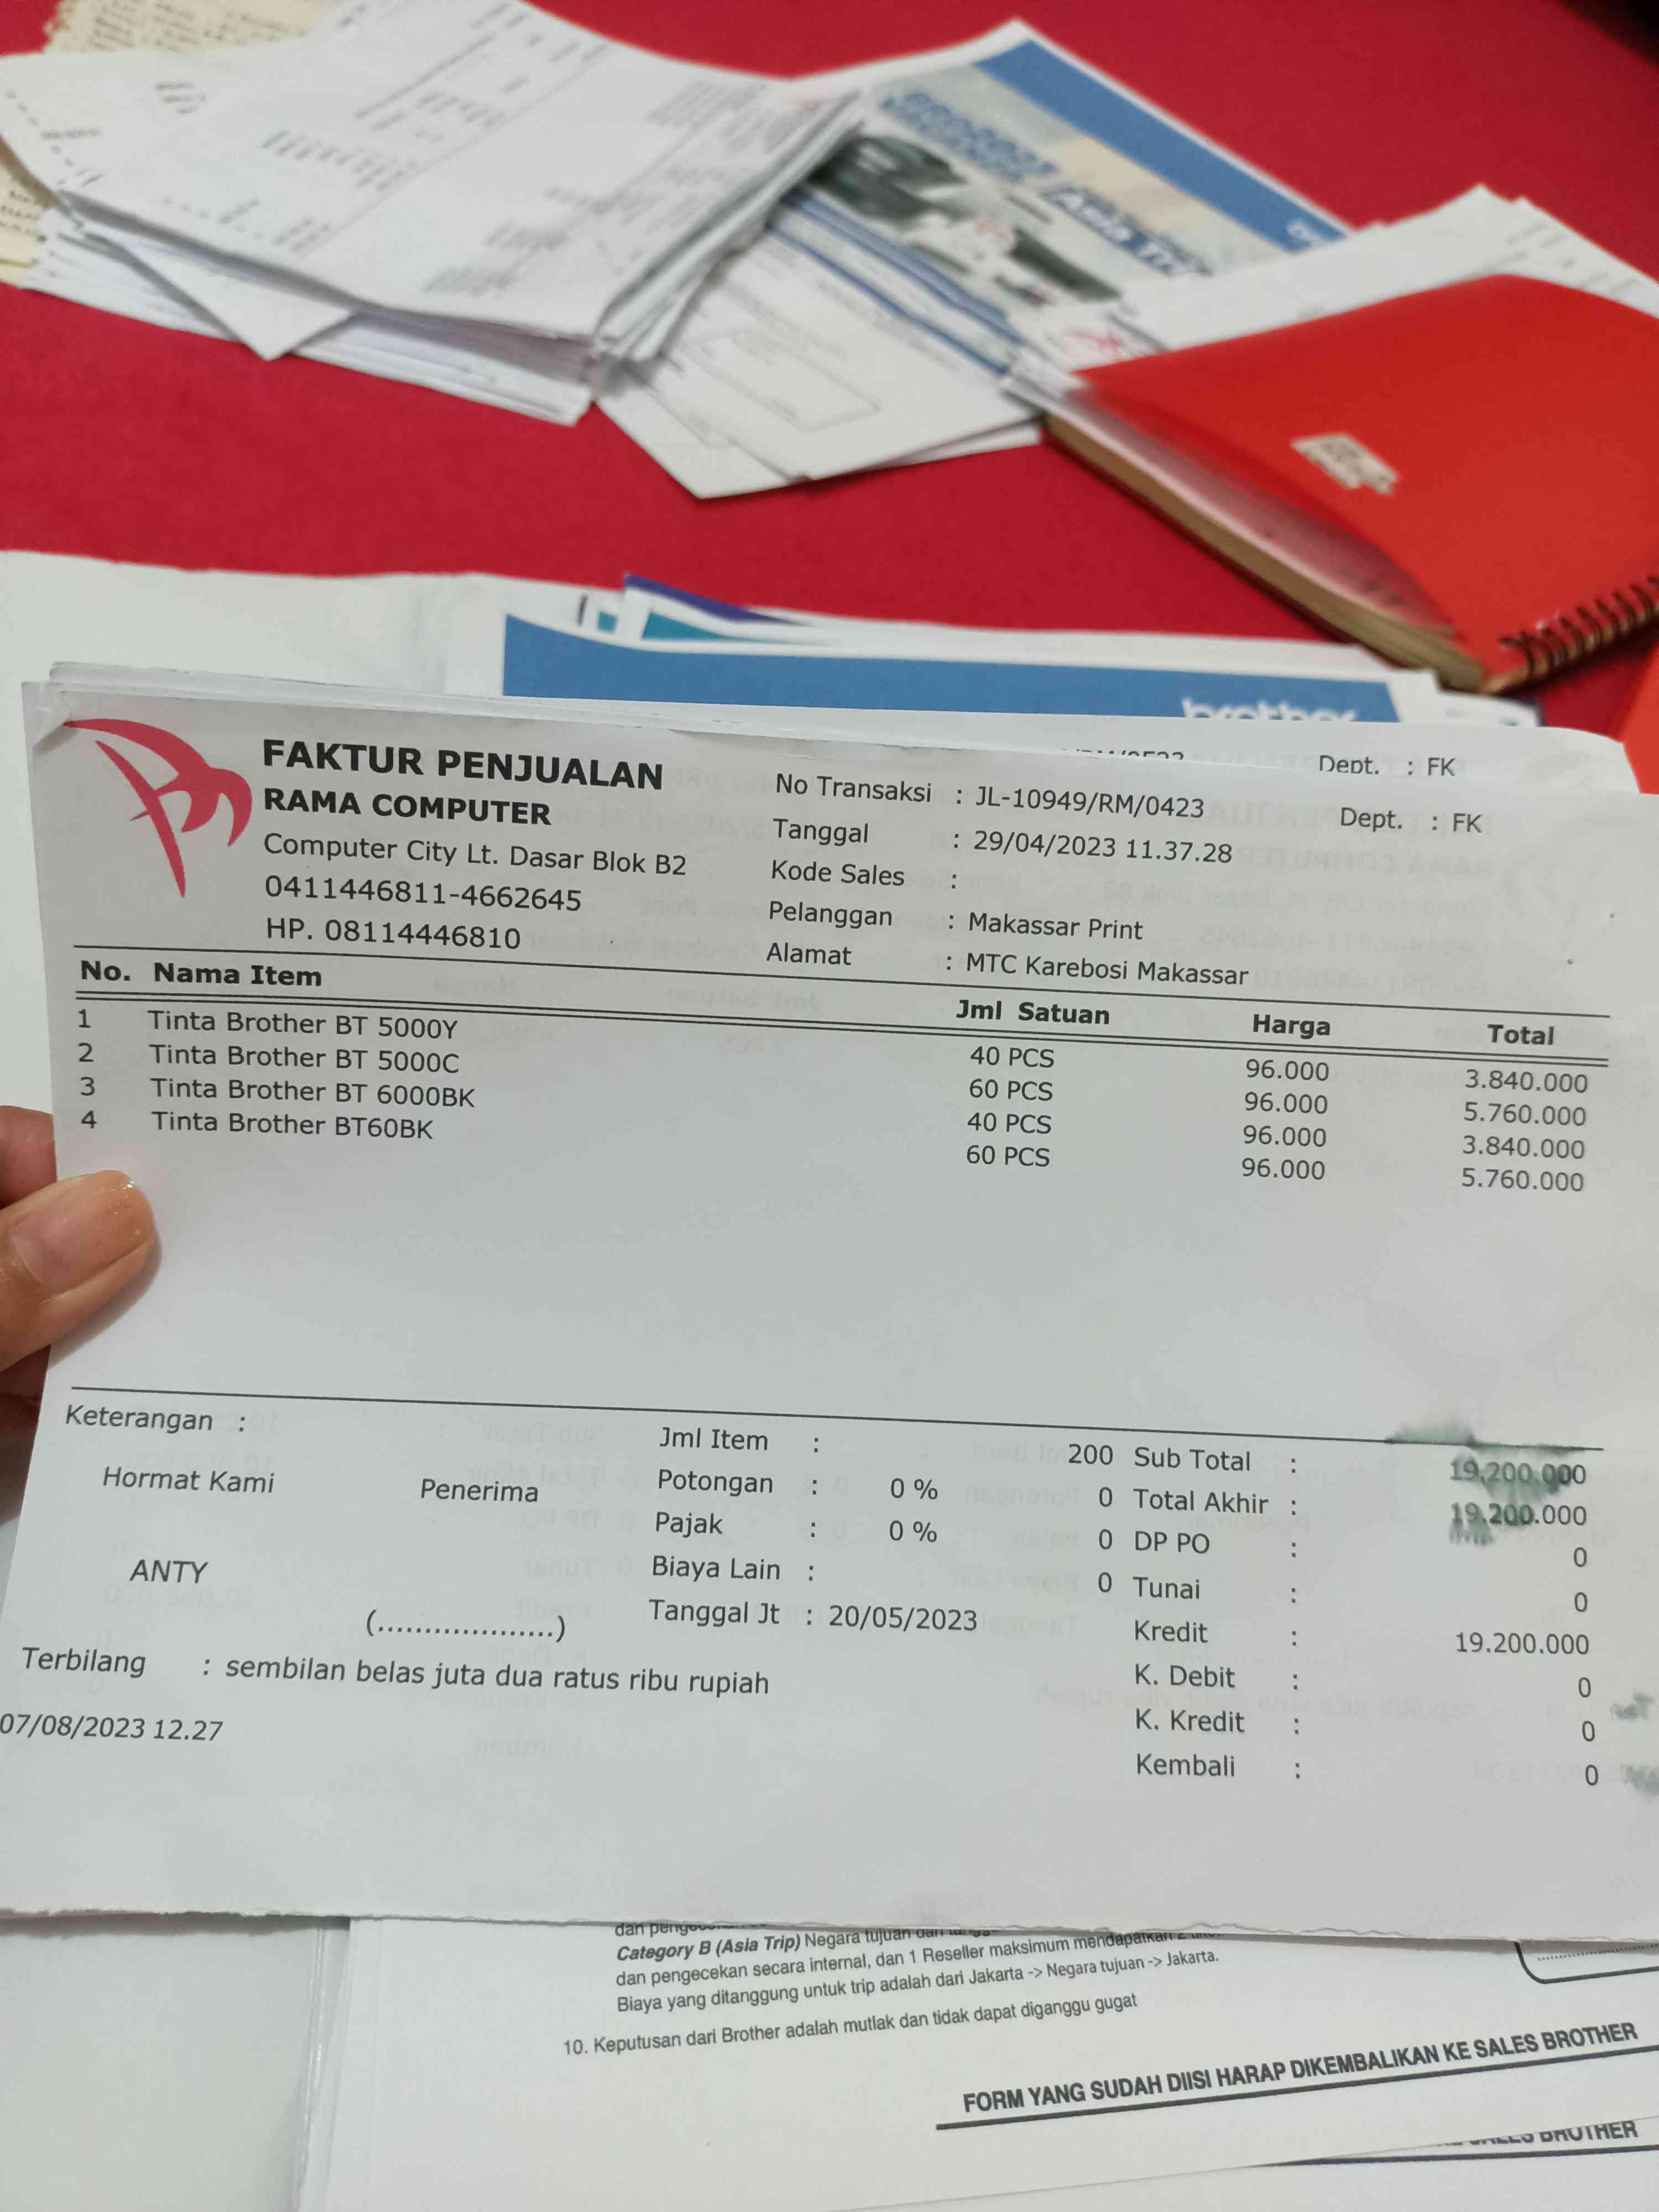 Asia Tri
brother
Dept. : FK
FAKTUR PENJUALAN
RAMA COMPUTER
Computer City Lt. Dasar Blok B2
0411446811-4662645
HP. 08114446810
No Transaksi : JL-10949/RM/0423
Dept. : FK
Tanggal : 29/04/2023 11.37.28
Kode Sales :
Pelanggan : Makassar Print
Alamat : MTC Karebosi Makassar
No. Nama Item Jml Satuan Harga Total
1 Tinta Brother BT 5000Y 40 PCS 96.000 3.840.000
2 Tinta Brother BT 5000C 60 PCS 96.000 5.760.000
3 Tinta Brother BT 6000BK 40 PCS 96.000 3.840.000
4 Tinta Brother BT60BK 60 PCS 96.000 5.760.000
Keterangan :
Hormat Kami
Penerima
ANTY
(...................)
Jml Item : 200
Potongan : 0 % 0
Pajak : 0 % 0
Biaya Lain : 0
Tanggal Jt : 20/05/2023
Sub Total : 19.200.000
Total Akhir : 19.200.000
DP PO : 0
Tunai : 0
Kredit : 19.200.000
K. Debit : 0
K. Kredit : 0
Kembali : 0
Terbilang : sembilan belas juta dua ratus ribu rupiah
07/08/2023 12.27
Category B (Asia Trip) Negara tujuan dan
dan pengecekan secara internal, dan 1 Reseller maksimum mendapatkan 2
Biaya yang ditanggung untuk trip adalah dari Jakarta -> Negara tujuan -> Jakarta.
10. Keputusan dari Brother adalah mutlak dan tidak dapat diganggu gugat
FORM YANG SUDAH DIISI HARAP DIKEMBALIKAN KE SALES BROTHER
SALES BROTHER